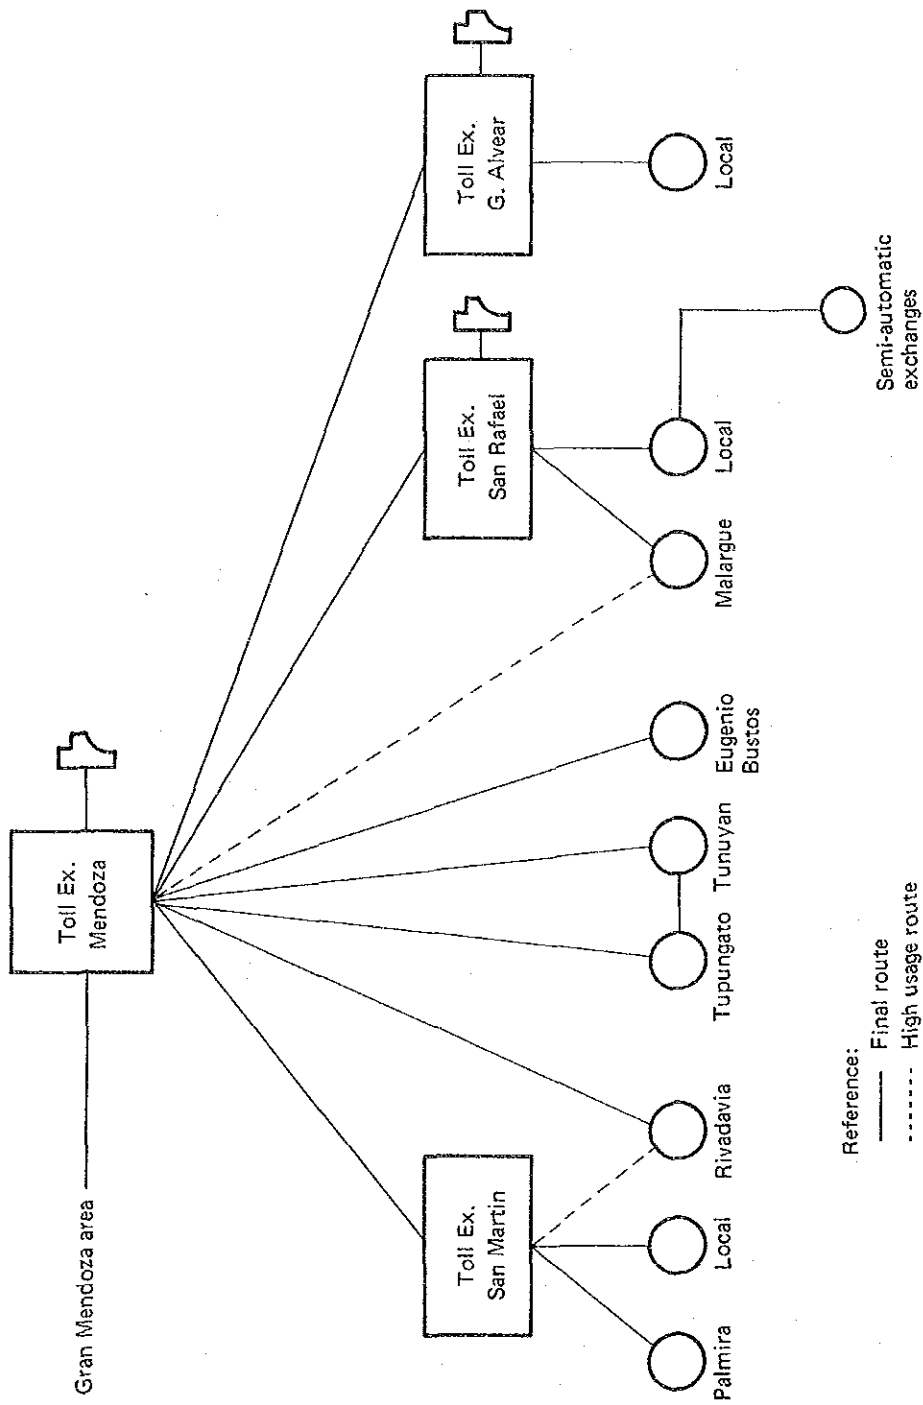 Gran Mendoza area
Toll Ex.
Mendoza
Toll Ex.
San Martin
Toll Ex.
San Rafael
Toll Ex.
G. Alvear
Palmira
Local
Rivadavia
Tupungato
Tunuyan
Eugenio
Bustos
Malargue
Local
Local
Semi-automatic
exchanges
Reference:
Final route
High usage route